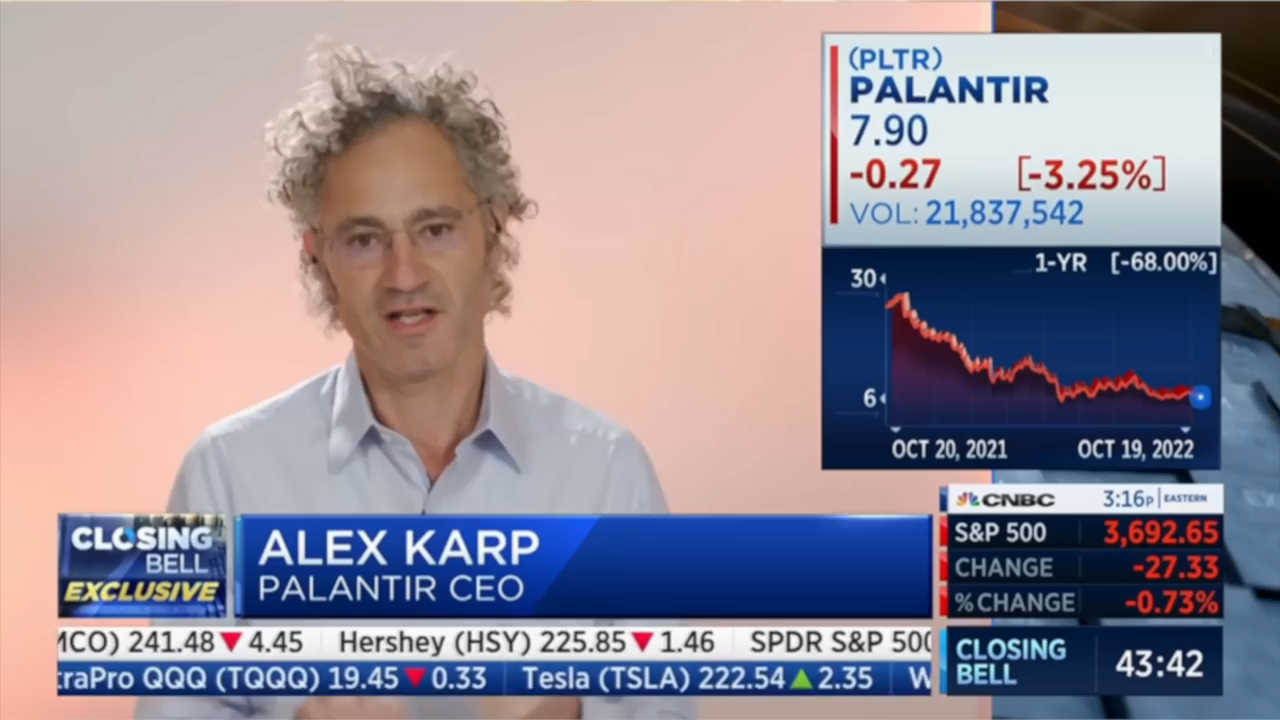 (PLTR)
PALANTIR
7.90
-0.27 [-3.25%]
VOL: 21,837,542
1-YR [-68.00%]
30
6
OCT 20, 2021 OCT 19, 2022
CNBC 3:16P EASTERN
S&P 500 3,692.65
CHANGE -27.33
% CHANGE -0.73%
CLOSING BELL 43:42
CLOSING
BELL
EXCLUSIVE
ALEX KARP
PALANTIR CEO
MCO) 241.48 ▼ 4.45 Hershey (HSY) 225.85 ▼ 1.46 SPDR S&P 500
traPro QQQ (TQQQ) 19.45 ▼ 0.33 Tesla (TSLA) 222.54 ▲ 2.35 W